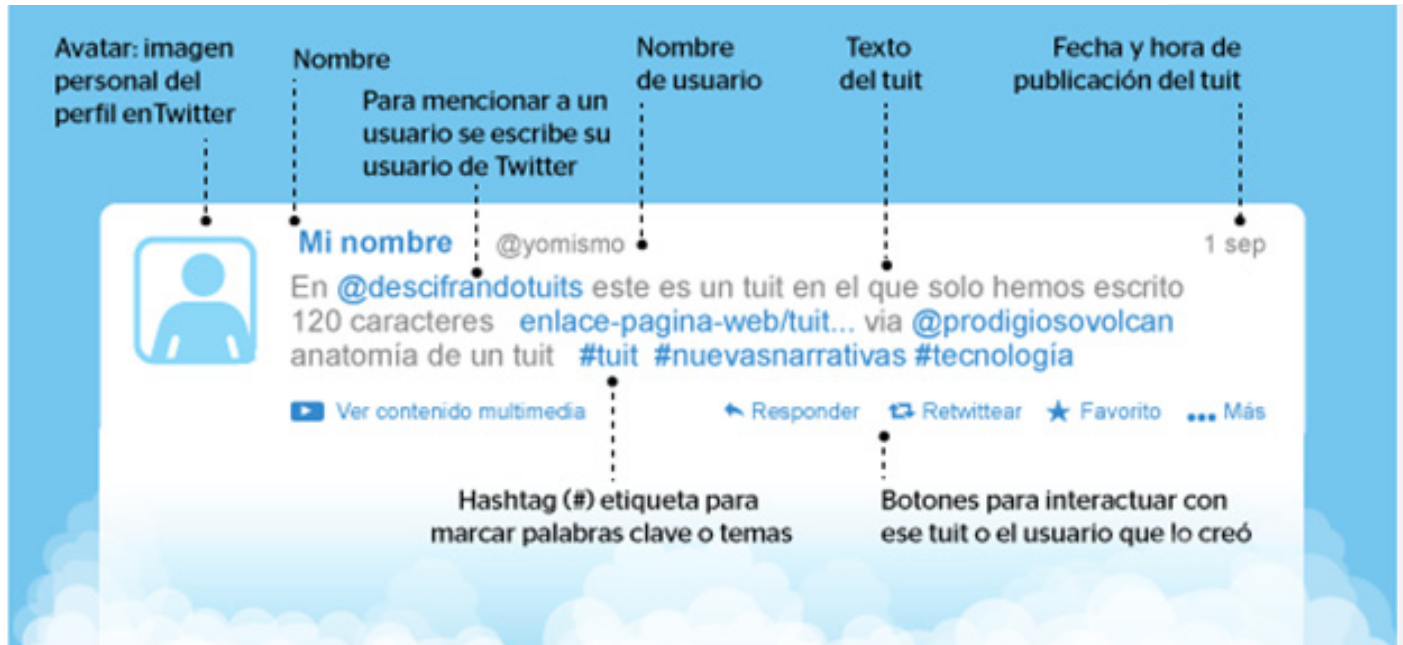 Avatar: imagen
personal del
perfil enTwitter
Nombre
Para mencionar a un
usuario se escribe su
usuario de Twitter
Nombre
de usuario
Texto
del tuit
Fecha y hora de
publicación del tuit
Mi nombre @yomismo 1 sep
En @descifrandotuits este es un tuit en el que solo hemos escrito
120 caracteres enlace-pagina-web/tuit... via @prodigiosovolcan
anatomía de un tuit #tuit #nuevasnarrativas #tecnología
Ver contenido multimedia Responder Retwittear Favorito ... Más
Hashtag (#) etiqueta para
marcar palabras clave o temas
Botones para interactuar con
ese tuit o el usuario que lo creó